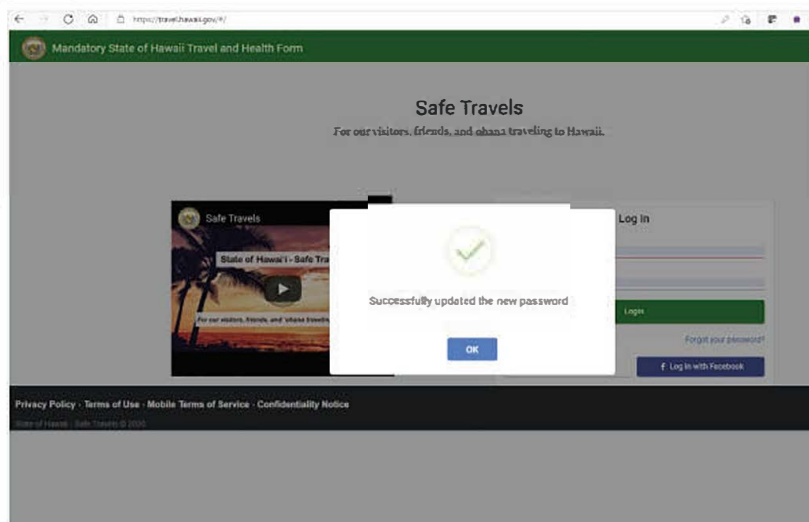 https://travel.hawaii.gov/#/
Mandatory State of Hawaii Travel and Health Form
Safe Travels
For our visitors, friends, and ohana traveling to Hawaii.
Safe Travels
State of Hawai'i - Safe Tra
For our visitors, friends, and 'ohana traveling
Log In
Successfully updated the new password
OK
Login
Forgot your password?
f Log In with Facebook
Privacy Policy - Terms of Use - Mobile Terms of Service - Confidentiality Notice
State of Hawaii - Safe Travels © 2020